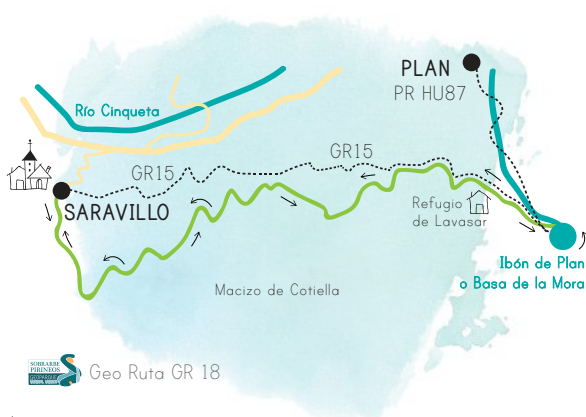 PLAN
PR HU87
Río Cinqueta
GR15
GR15
SARAVILLO
Refugio
de Lavasar
Ibón de Plan
o Basa de la Mora
Macizo de Cotiella
SOBRARBE
PIRINEOS
GEOPARQUE
Geo Ruta GR 18